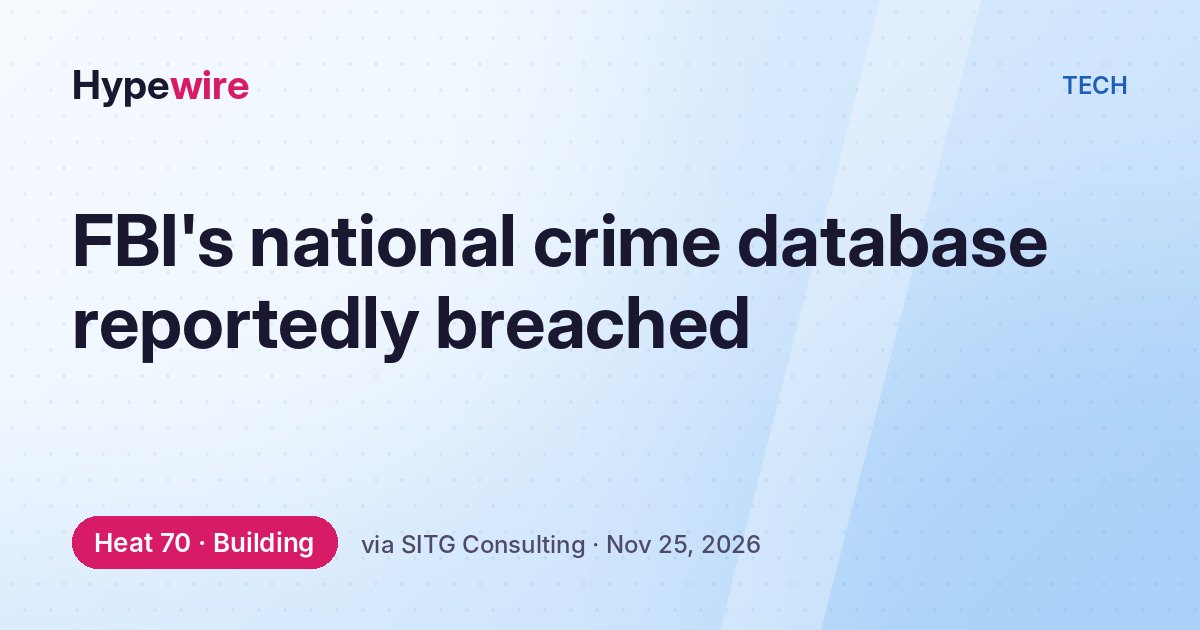 Hypewire
TECH
FBI's national crime database
reportedly breached
Heat 70 · Building
via SITG Consulting · Nov 25, 2026